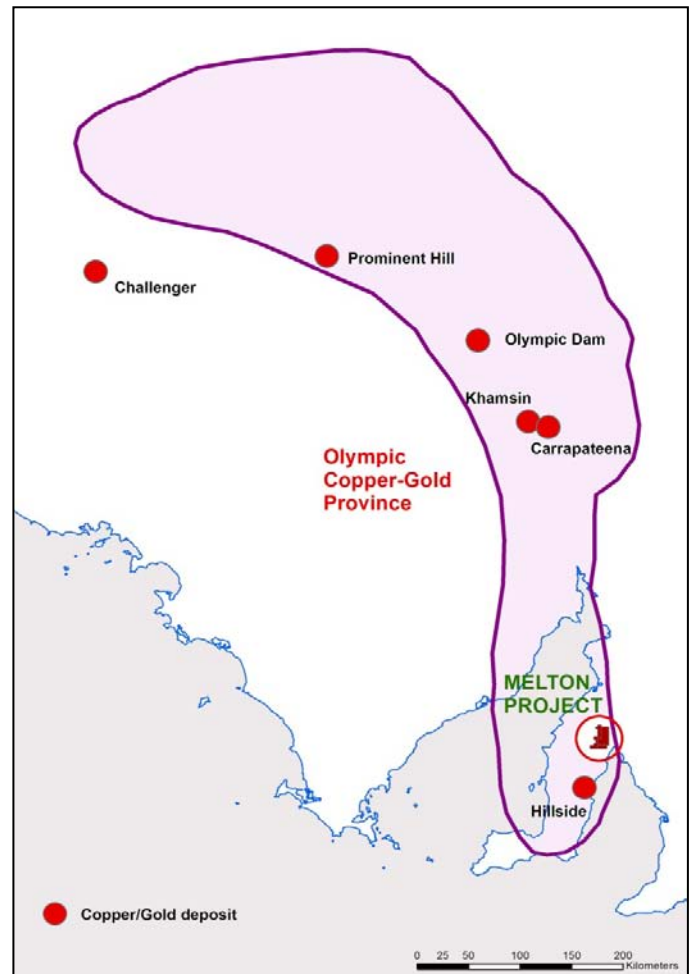 Prominent Hill
Challenger
Olympic Dam
Khamsin
Carrapateena
Olympic
Copper-Gold
Province
MELTON
PROJECT
Hillside
Copper/Gold deposit
0 25 50 100 150 200
Kilometers